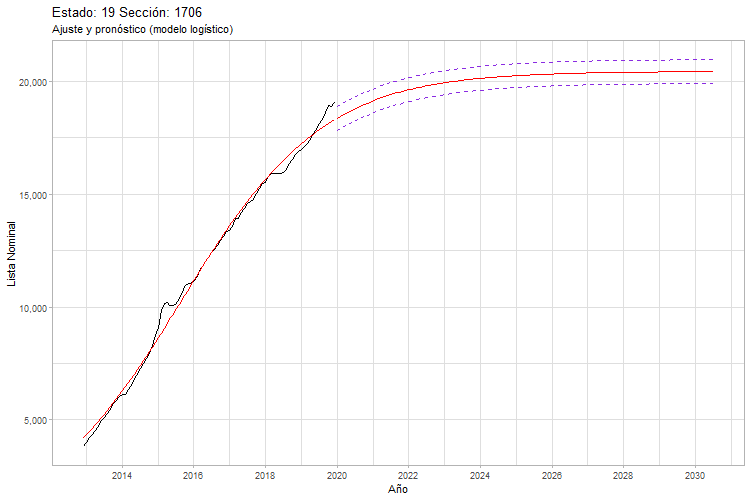 Estado: 19 Sección: 1706
Ajuste y pronóstico (modelo logístico)
Lista Nominal
20,000
15,000
10,000
5,000
2014 2016 2018 2020 2022 2024 2026 2028 2030
Año